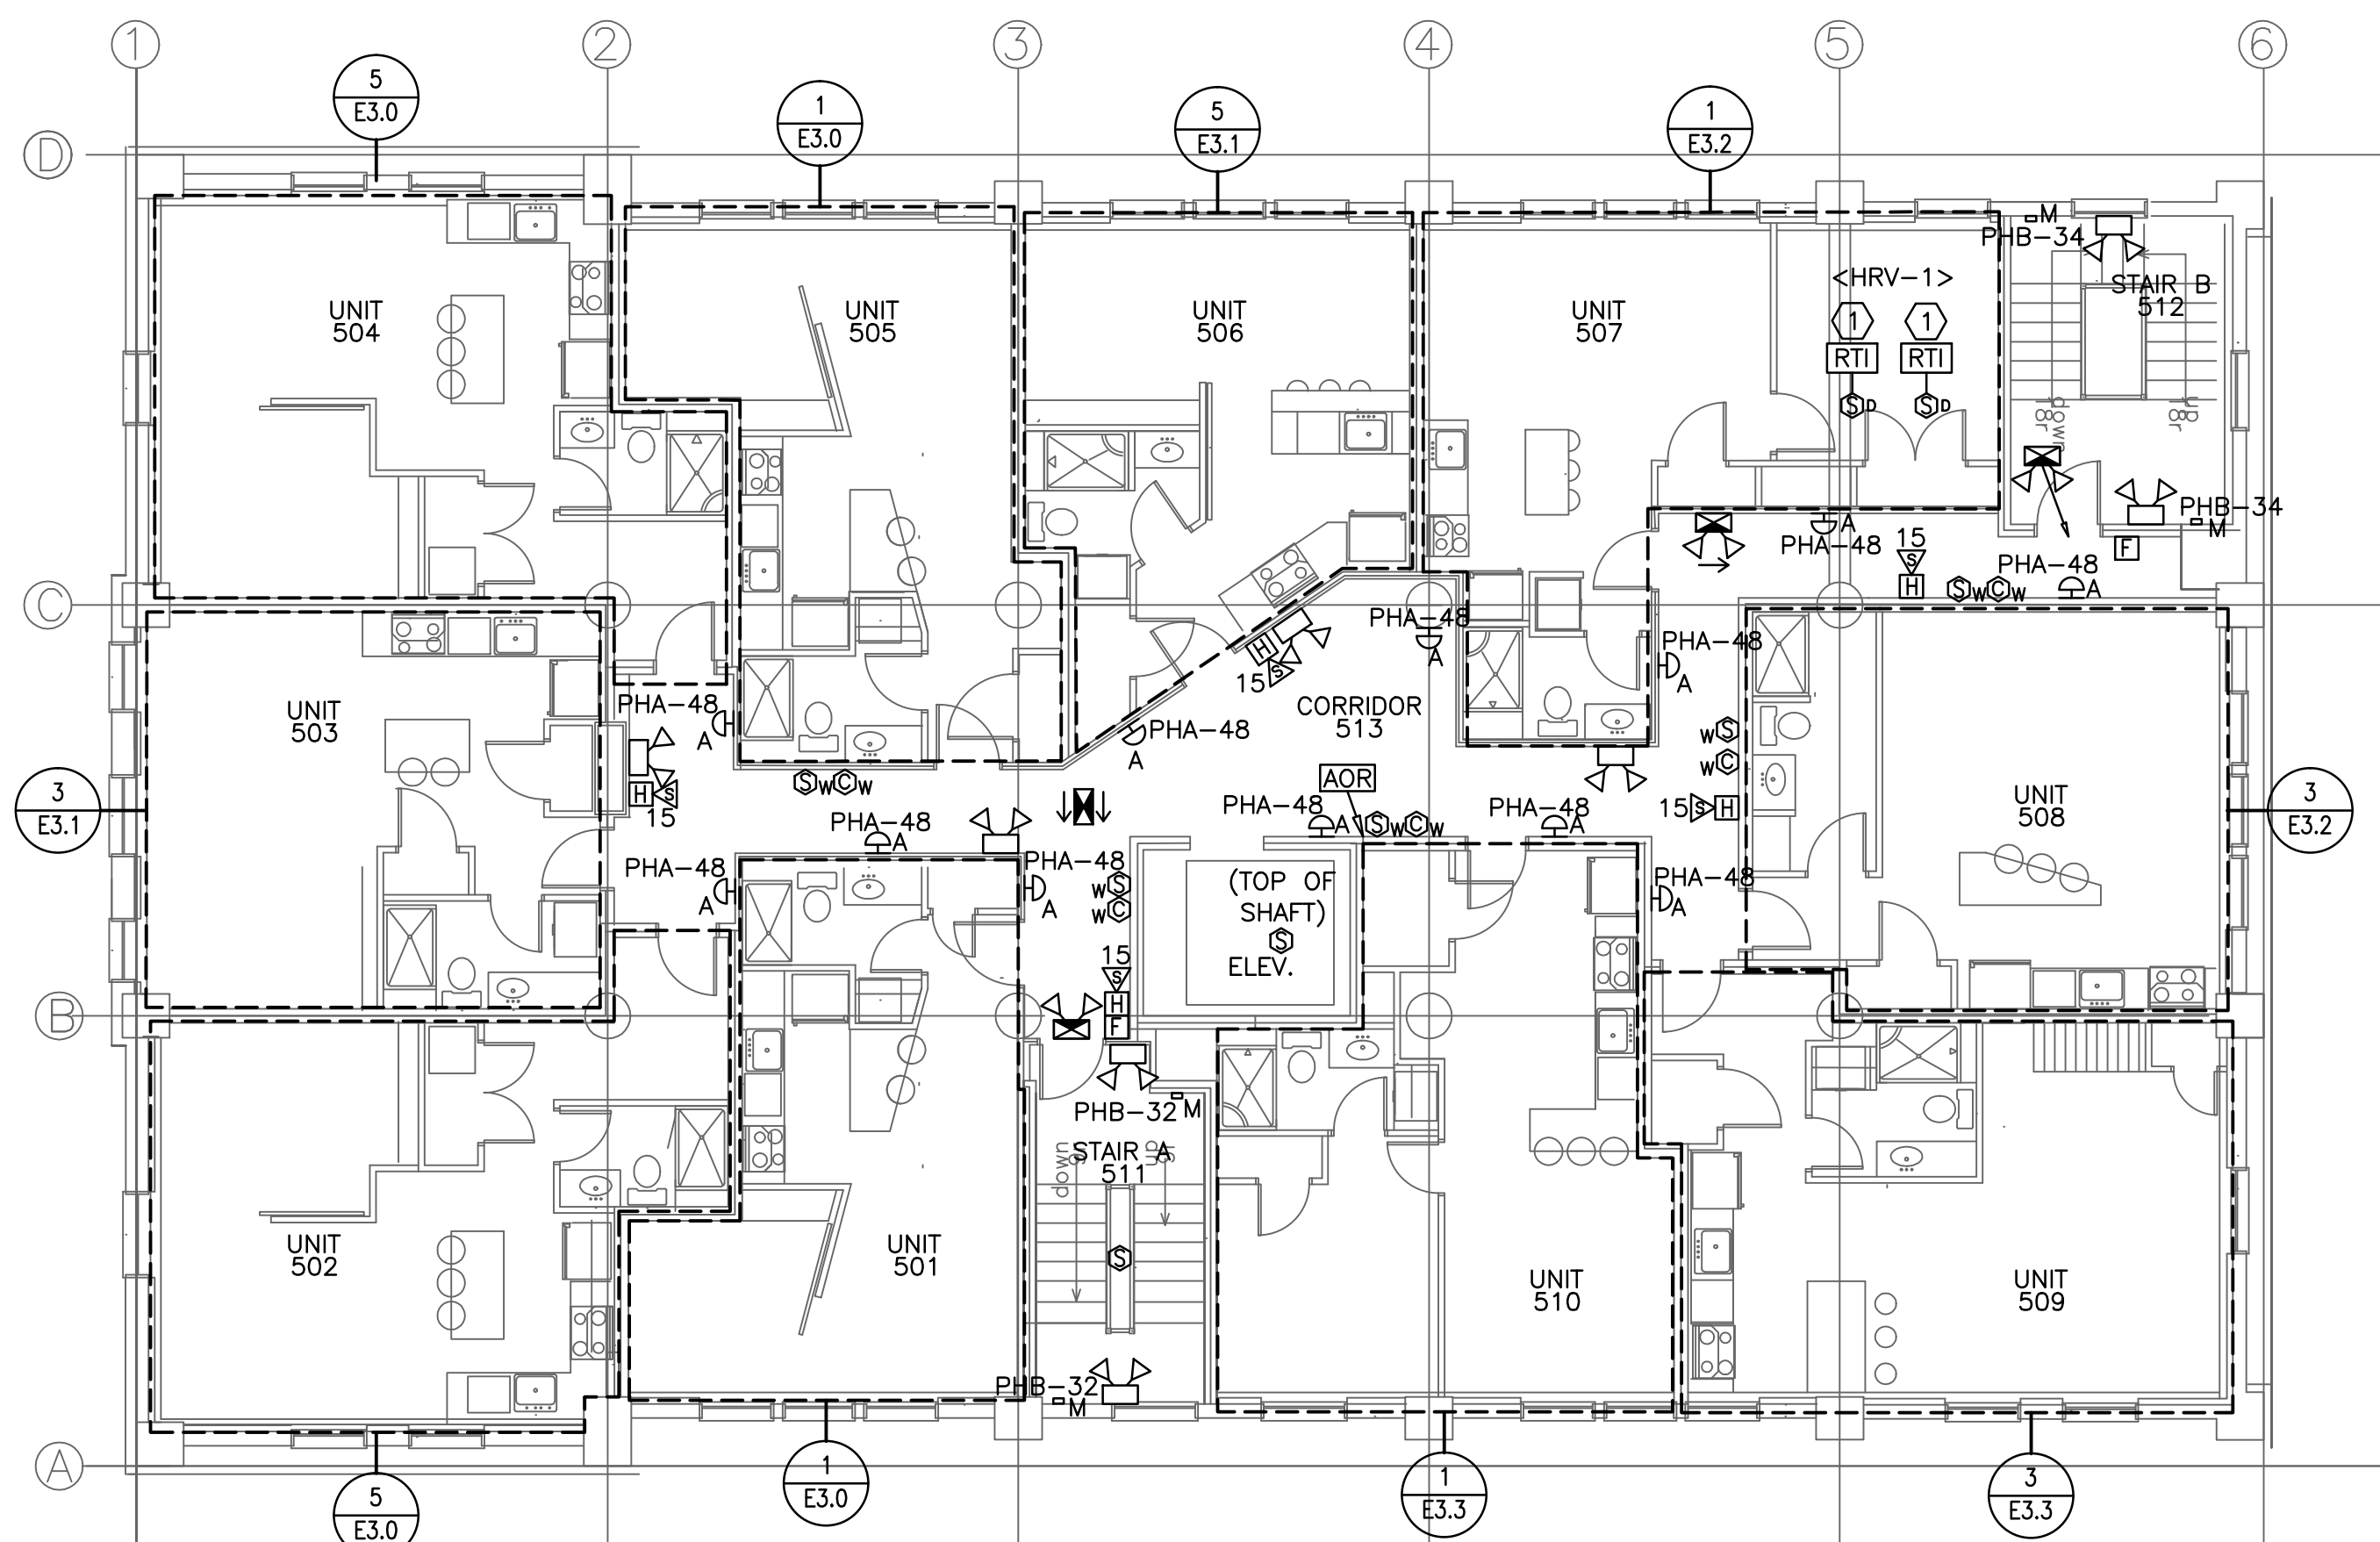 1 2 3 4 5 6
5
E3.0
1
E3.0
5
E3.1
1
E3.2
D
M
PHB-34
<HRV-1>
STAIR B
512
UNIT
504
UNIT
505
UNIT
506
UNIT
507
1 1
RTI RTI
S D S D
down
up
PHB-34
M
A
PHA-48
15
S
H
F
PHA-48
S W C W
A
C
PHA-48
A
H
S
15
PHA-48
A
PHA-48
A
PHA-48
A
CORRIDOR
513
UNIT
503
H S
15
S W C W
W S
W C
15 S H
UNIT
508
3
E3.1
3
E3.2
AOR
PHA-48
A
PHA-48
A
S W C W
PHA-48
A
PHA-48
A
PHA-48
A
W S
W C
PHA-48
A
(TOP OF
SHAFT)
S
ELEV.
15
S
H
F
B
PHB-32
M
STAIR A
511
down
up
S
UNIT
502
UNIT
501
UNIT
510
UNIT
509
PHB-32
M
A
5
E3.0
1
E3.0
1
E3.3
3
E3.3